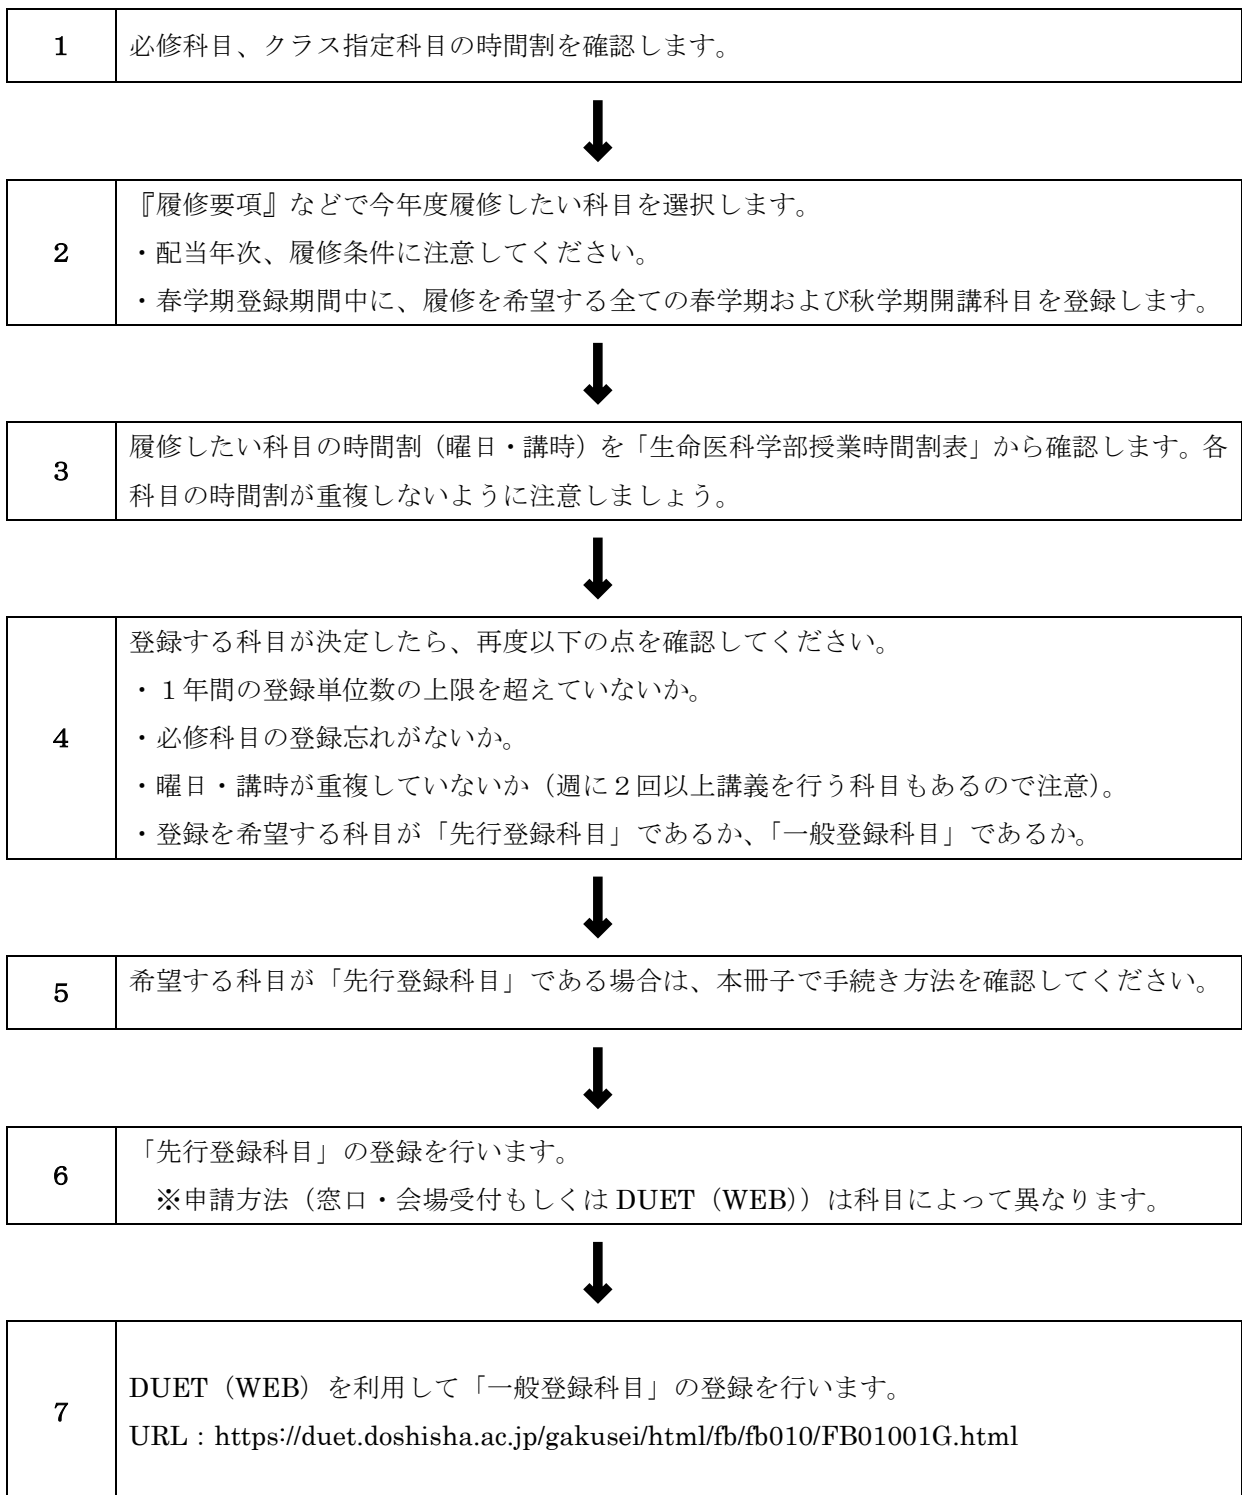 1
必修科目、クラス指定科目の時間割を確認します。
2
『履修要項』などで今年度履修したい科目を選択します。
・配当年次、履修条件に注意してください。
・春学期登録期間中に、履修を希望する全ての春学期および秋学期開講科目を登録します。
3
履修したい科目の時間割（曜日・講時）を「生命医科学部授業時間割表」から確認します。各
科目の時間割が重複しないように注意しましょう。
4
登録する科目が決定したら、再度以下の点を確認してください。
・１年間の登録単位数の上限を超えていないか。
・必修科目の登録忘れがないか。
・曜日・講時が重複していないか（週に２回以上講義を行う科目もあるので注意）。
・登録を希望する科目が「先行登録科目」であるか、「一般登録科目」であるか。
5
希望する科目が「先行登録科目」である場合は、本冊子で手続き方法を確認してください。
6
「先行登録科目」の登録を行います。
※申請方法（窓口・会場受付もしくは DUET（WEB））は科目によって異なります。
7
DUET（WEB）を利用して「一般登録科目」の登録を行います。
URL：https://duet.doshisha.ac.jp/gakusei/html/fb/fb010/FB01001G.html